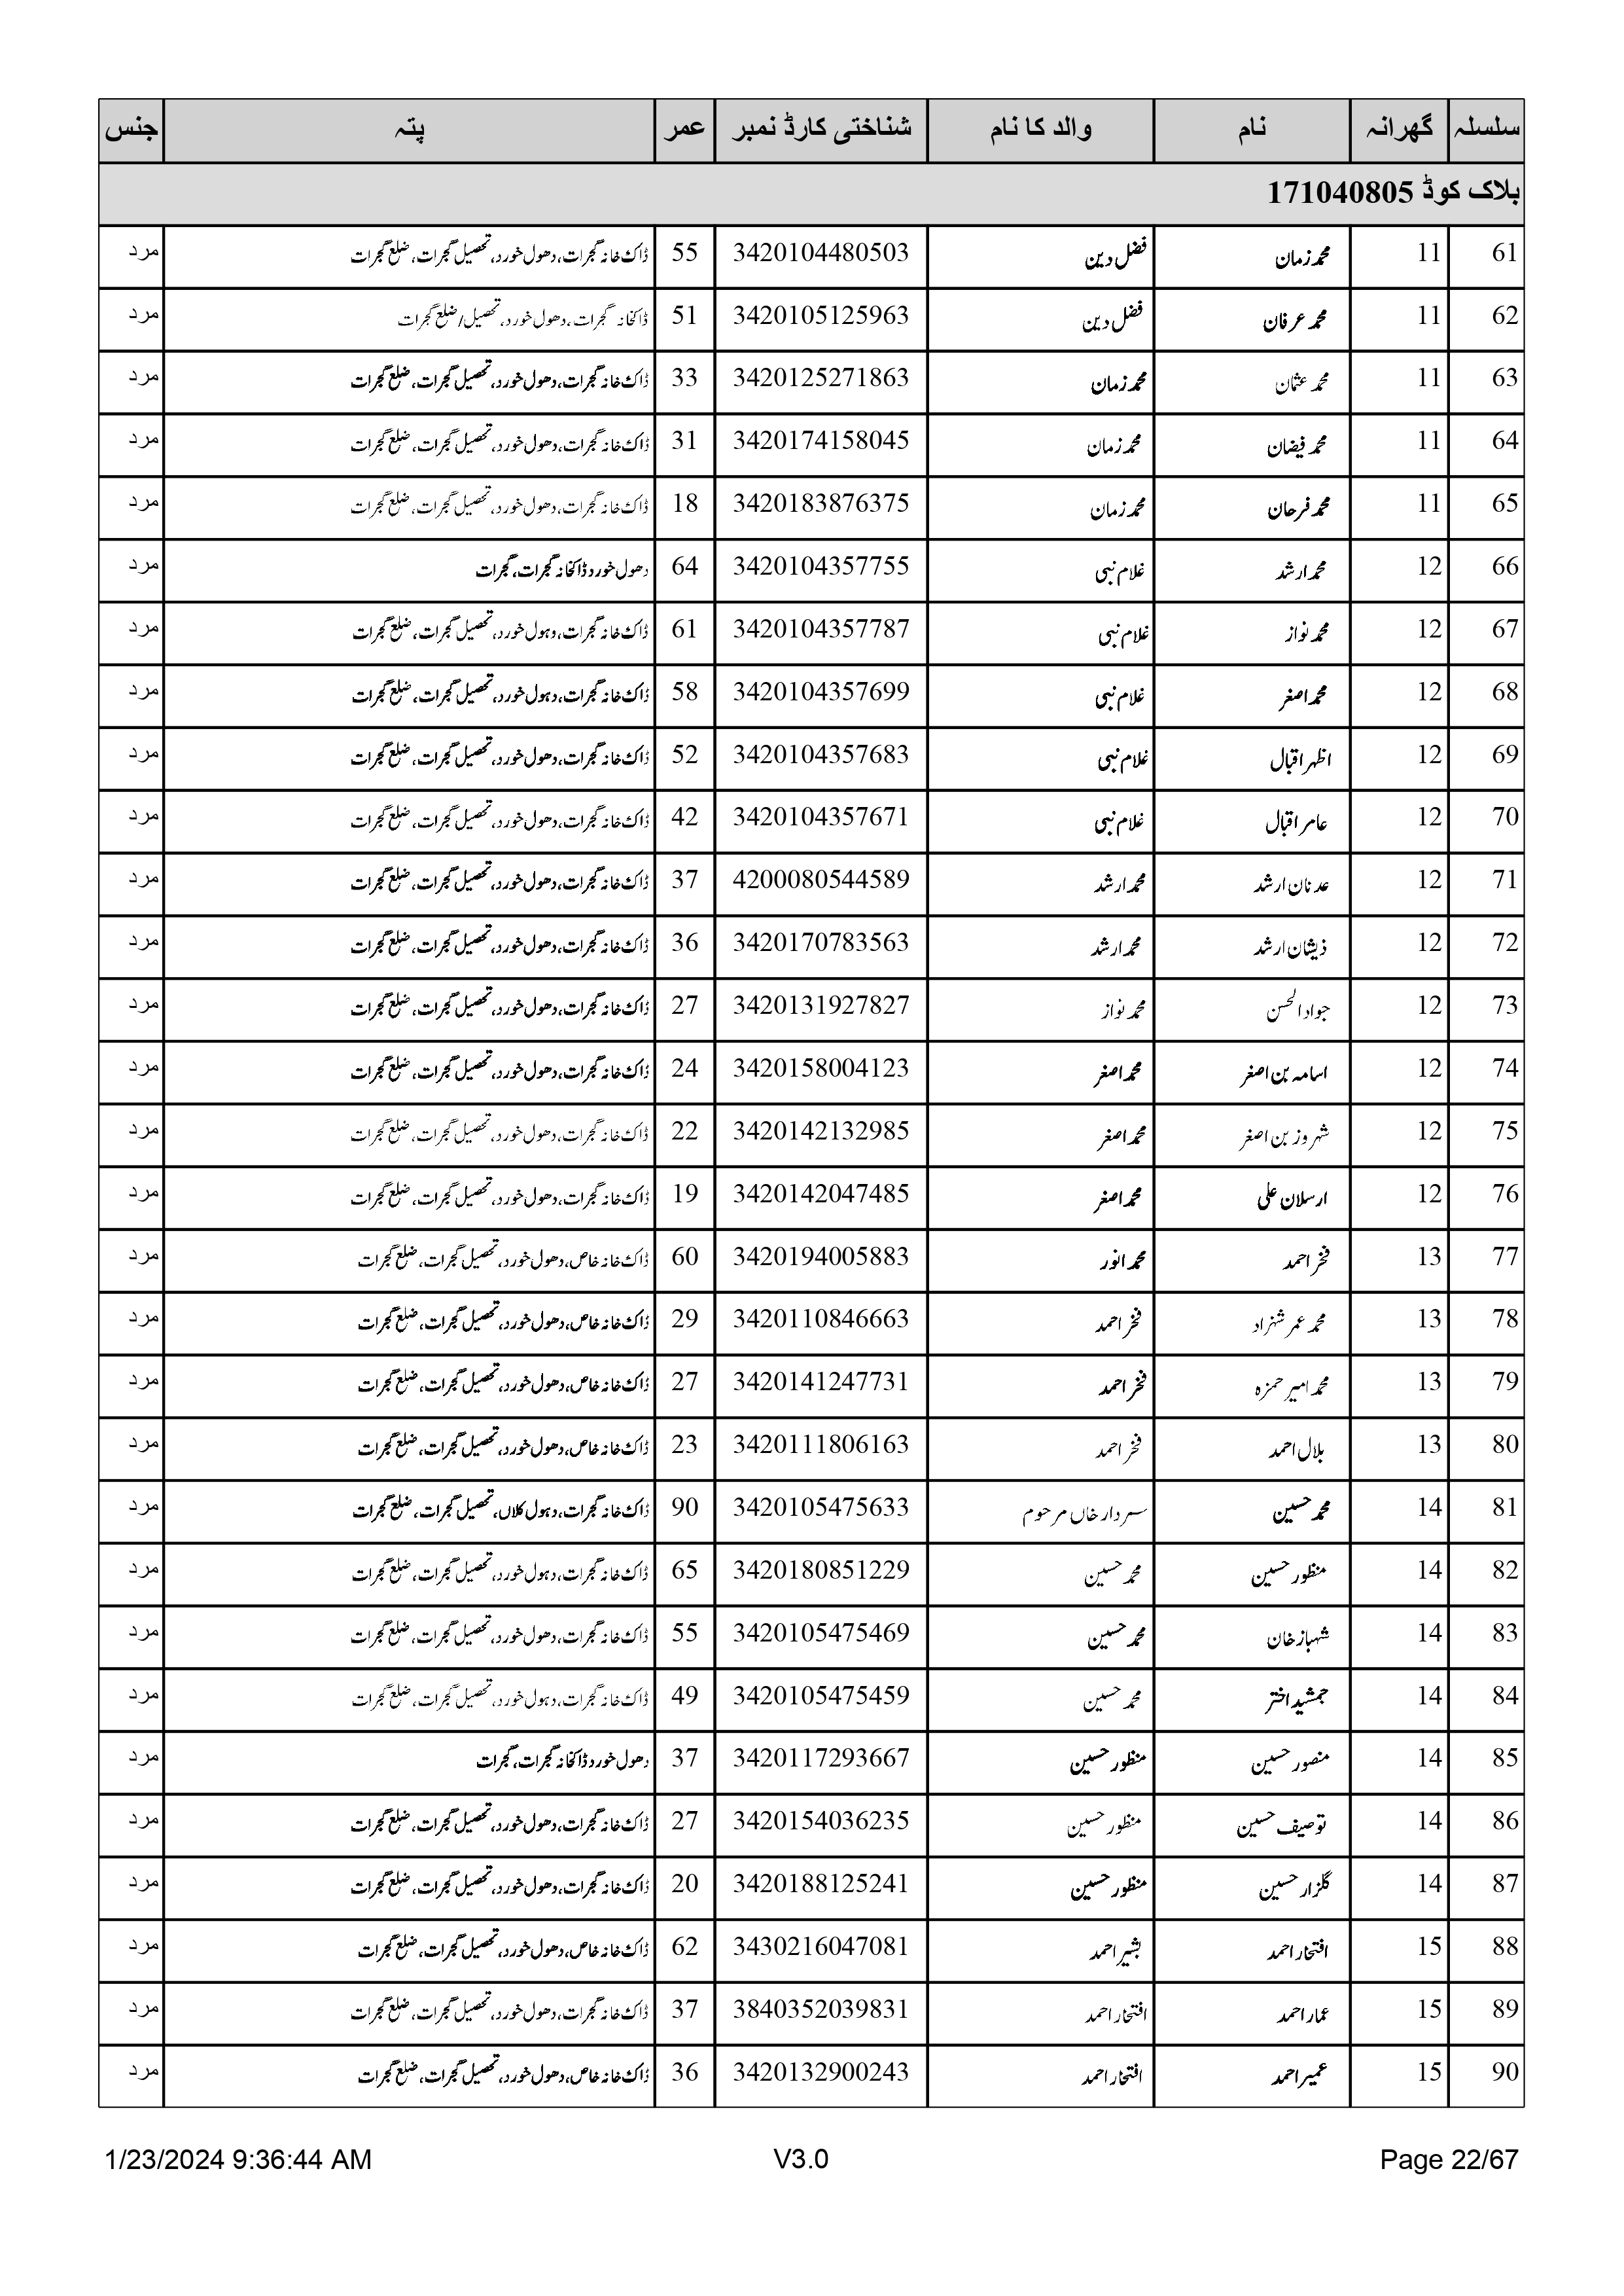 سلسلہ گھرانہ نام والد کا نام شناختی کارڈ نمبر عمر پتہ جنس
بلاک کوڈ 171040805
61 11 محمد زمان فضل دین 3420104480503 55 ڈاک خانہ گجرات، دھول خورد، تحصیل گجرات، ضلع گجرات مرد
62 11 محمد عرفان فضل دین 3420105125963 51 ڈاکخانہ گجرات، دھول خورد، تحصیل/ضلع گجرات مرد
63 11 محمد عثمان محمد زمان 3420125271863 33 ڈاک خانہ گجرات، دھول خورد، تحصیل گجرات، ضلع گجرات مرد
64 11 محمد فیضان محمد زمان 3420174158045 31 ڈاک خانہ گجرات، دھول خورد، تحصیل گجرات، ضلع گجرات مرد
65 11 محمد فرحان محمد زمان 3420183876375 18 ڈاک خانہ گجرات، دھول خورد، تحصیل گجرات، ضلع گجرات مرد
66 12 محمد ارشد غلام نبی 3420104357755 64 دھول خورد ڈاکخانہ گجرات، گجرات مرد
67 12 محمد نواز غلام نبی 3420104357787 61 ڈاک خانہ گجرات، وہول خورد، تحصیل گجرات، ضلع گجرات مرد
68 12 محمد اصغر غلام نبی 3420104357699 58 ڈاک خانہ گجرات، دہول خورد، تحصیل گجرات، ضلع گجرات مرد
69 12 اظہر اقبال غلام نبی 3420104357683 52 ڈاک خانہ گجرات، دھول خورد، تحصیل گجرات، ضلع گجرات مرد
70 12 عامر اقبال غلام نبی 3420104357671 42 ڈاک خانہ گجرات، دھول خورد، تحصیل گجرات، ضلع گجرات مرد
71 12 عدنان ارشد محمد ارشد 4200080544589 37 ڈاک خانہ گجرات، دھول خورد، تحصیل گجرات، ضلع گجرات مرد
72 12 ذیشان ارشد محمد ارشد 3420170783563 36 ڈاک خانہ گجرات، دھول خورد، تحصیل گجرات، ضلع گجرات مرد
73 12 جواد الحسن محمد نواز 3420131927827 27 ڈاک خانہ گجرات، دھول خورد، تحصیل گجرات، ضلع گجرات مرد
74 12 اسامہ بن اصغر محمد اصغر 3420158004123 24 ڈاک خانہ گجرات، دھول خورد، تحصیل گجرات، ضلع گجرات مرد
75 12 شہروز بن اصغر محمد اصغر 3420142132985 22 ڈاک خانہ گجرات، دھول خورد، تحصیل گجرات، ضلع گجرات مرد
76 12 ارسلان علی محمد اصغر 3420142047485 19 ڈاک خانہ گجرات، دھول خورد، تحصیل گجرات، ضلع گجرات مرد
77 13 فخر احمد محمد انور 3420194005883 60 ڈاک خانہ خاص، دھول خورد، تحصیل گجرات، ضلع گجرات مرد
78 13 محمد عمر شہزاد فخر احمد 3420110846663 29 ڈاک خانہ خاص، دھول خورد، تحصیل گجرات، ضلع گجرات مرد
79 13 محمد امیر حمزہ فخر احمد 3420141247731 27 ڈاک خانہ خاص، دھول خورد، تحصیل گجرات، ضلع گجرات مرد
80 13 بلال احمد فخر احمد 3420111806163 23 ڈاک خانہ خاص، دھول خورد، تحصیل گجرات، ضلع گجرات مرد
81 14 محمد حسین سردار خاں مرحوم 3420105475633 90 ڈاک خانہ گجرات، دہول کلاں، تحصیل گجرات، ضلع گجرات مرد
82 14 منظور حسین محمد حسین 3420180851229 65 ڈاک خانہ گجرات، دہول خورد، تحصیل گجرات، ضلع گجرات مرد
83 14 شہباز خان محمد حسین 3420105475469 55 ڈاک خانہ گجرات، دھول خورد، تحصیل گجرات، ضلع گجرات مرد
84 14 جمشید اختر محمد حسین 3420105475459 49 ڈاک خانہ گجرات، دہول خورد، تحصیل گجرات، ضلع گجرات مرد
85 14 منصور حسین منظور حسین 3420117293667 37 دھول خورد ڈاکخانہ گجرات، گجرات مرد
86 14 توصیف حسین منظور حسین 3420154036235 27 ڈاک خانہ گجرات، دھول خورد، تحصیل گجرات، ضلع گجرات مرد
87 14 گلزار حسین منظور حسین 3420188125241 20 ڈاک خانہ گجرات، دھول خورد، تحصیل گجرات، ضلع گجرات مرد
88 15 افتخار احمد بشیر احمد 3430216047081 62 ڈاک خانہ خاص، دھول خورد، تحصیل گجرات، ضلع گجرات مرد
89 15 عمار احمد افتخار احمد 3840352039831 37 ڈاک خانہ گجرات، دھول خورد، تحصیل گجرات، ضلع گجرات مرد
90 15 عمیر احمد افتخار احمد 3420132900243 36 ڈاک خانہ خاص، دھول خورد، تحصیل گجرات، ضلع گجرات مرد
1/23/2024 9:36:44 AM V3.0 Page 22/67